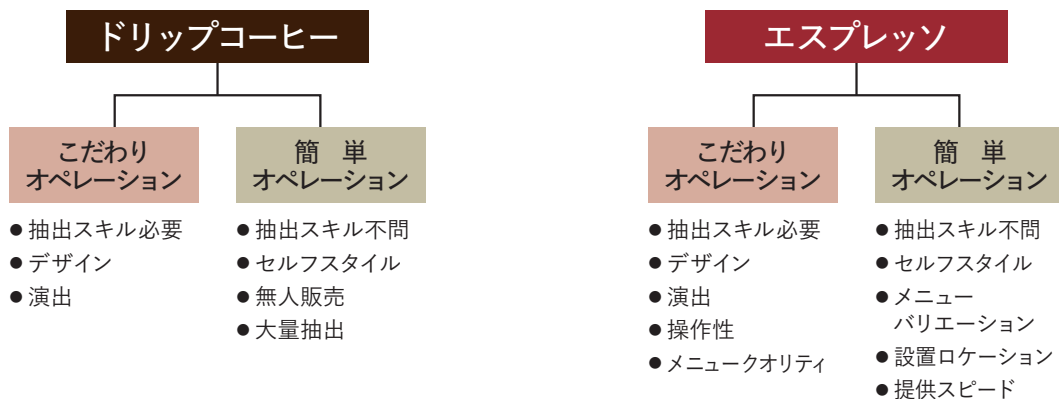 ドリップコーヒー
こだわり
オペレーション
● 抽出スキル必要
● デザイン
● 演出
簡 単
オペレーション
● 抽出スキル不問
● セルフスタイル
● 無人販売
● 大量抽出
エスプレッソ
こだわり
オペレーション
● 抽出スキル必要
● デザイン
● 演出
● 操作性
● メニュークオリティ
簡 単
オペレーション
● 抽出スキル不問
● セルフスタイル
● メニュー
バリエーション
● 設置ロケーション
● 提供スピード